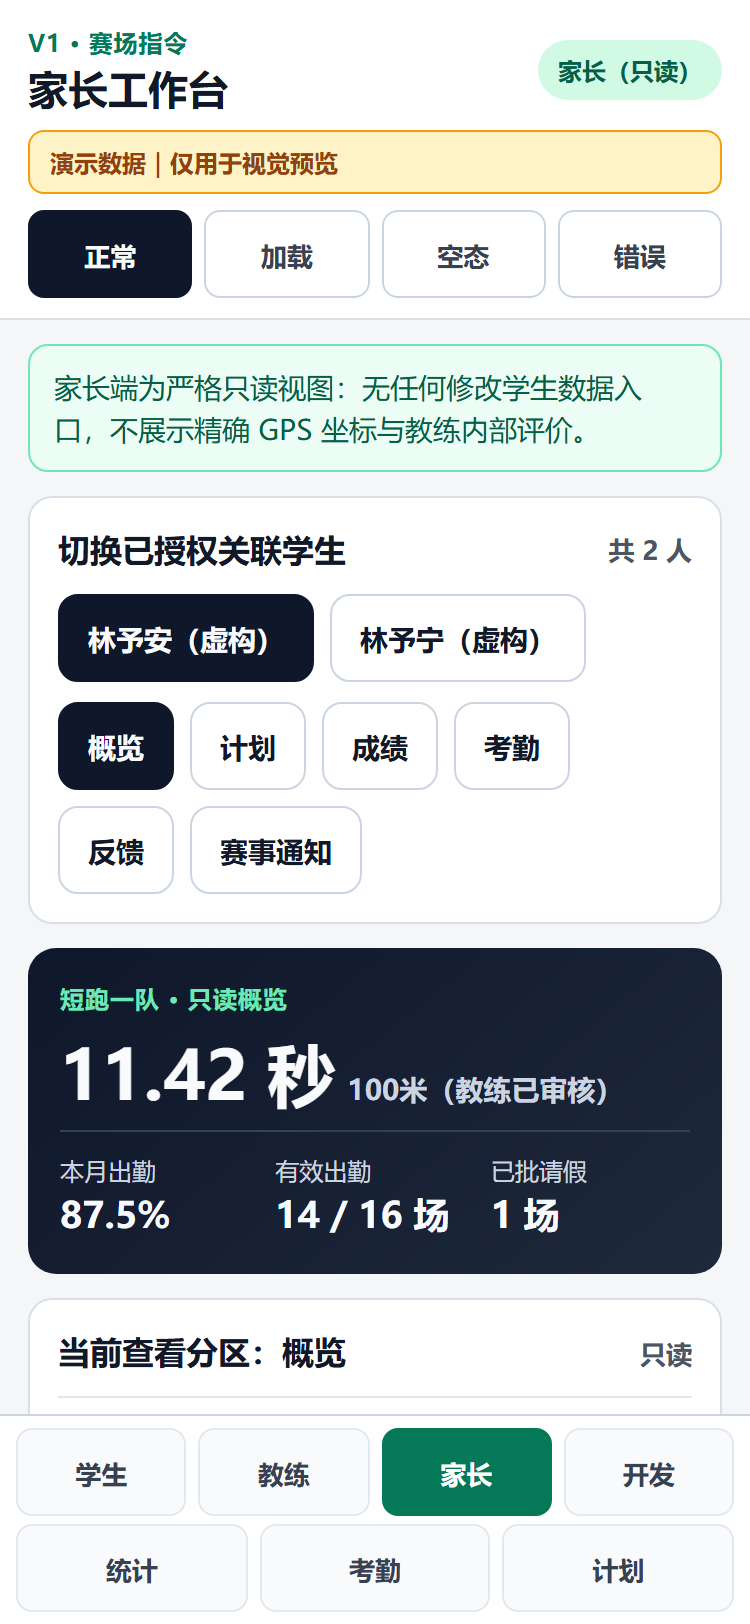 V1 • 赛场指令
家长工作台
家长（只读）
演示数据｜仅用于视觉预览
正常
加载
空态
错误
家长端为严格只读视图：无任何修改学生数据入
口，不展示精确 GPS 坐标与教练内部评价。
切换已授权关联学生
共 2 人
林予安（虚构）
林予宁（虚构）
概览
计划
成绩
考勤
反馈
赛事通知
短跑一队 • 只读概览
11.42 秒 100米（教练已审核）
本月出勤
有效出勤
已批请假
87.5%
14 / 16 场
1 场
当前查看分区：概览
只读
学生
教练
家长
开发
统计
考勤
计划